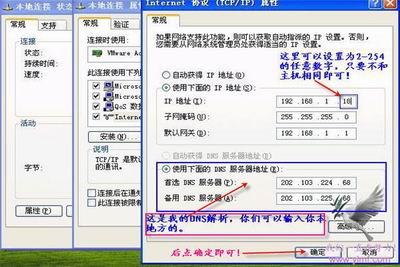 本地连接 状态
常规 支持
连接
状态:
持续时间:
速度:
活动
字节:
属性(P)
本地连接 属性
常规 验证
连接时使用:
VMware Ac
此连接使用下列
Microso
Microso
QoS 数据
Internet
安装(N)...
说明
TCP/IP 是默
的通讯。
连接后在通知
此连接被限制
Internet 协议 (TCP/IP) 属性
常规
如果网络支持此功能,则可以获取自动指派的 IP 设置。否则,
您需要从网络系统管理员处获得适当的 IP 设置。
这里可以设置为2-254
的任意数字,只要不和
主机相同即可!
自动获得 IP 地址(O)
使用下面的 IP 地址(S):
IP 地址(I): 192 .168 . 1 . 10
子网掩码(U): 255 .255 .255 . 0
默认网关(D): 192 .168 . 1 . 1
自动获得 DNS 服务器地址(B)
使用下面的 DNS 服务器地址(E):
首选 DNS 服务器(P): 202 .103 .224 . 68
备用 DNS 服务器(A): 202 .103 .225 . 68
这是我的DNS解析,你们可以输入你本
地方的。
高级(V)...
后点确定即可!
确定 取消
www.ylmf.com